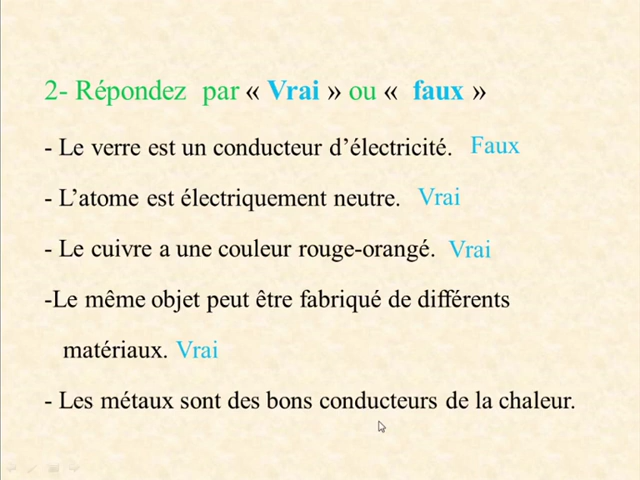 2- Répondez par « Vrai » ou « faux »
- Le verre est un conducteur d’électricité. Faux
- L’atome est électriquement neutre. Vrai
- Le cuivre a une couleur rouge-orangé. Vrai
-Le même objet peut être fabriqué de différents
matériaux. Vrai
- Les métaux sont des bons conducteurs de la chaleur.